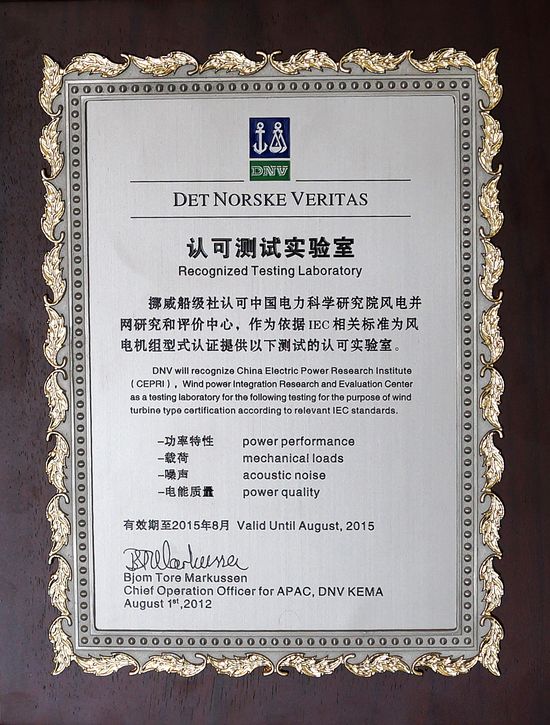 DNV
DET NORSKE VERITAS
认可测试实验室
Recognized Testing Laboratory
挪威船级社认可中国电力科学研究院风电并
网研究和评价中心，作为依据IEC相关标准为风
电机组型式认证提供以下测试的认可实验室。
DNV will recognize China Electric Power Research Institute
（CEPRI），Wind power Integration Research and Evaluation Center
as a testing laboratory for the following testing for the purpose of wind
turbine type certification according to relevant IEC standards.
–功率特性 power performance
–载荷 mechanical loads
–噪声 acoustic noise
–电能质量 power quality
有效期至2015年8月 Valid Until August, 2015
Bjom Tore Markussen
Chief Operation Officer for APAC, DNV KEMA
August 1st,2012